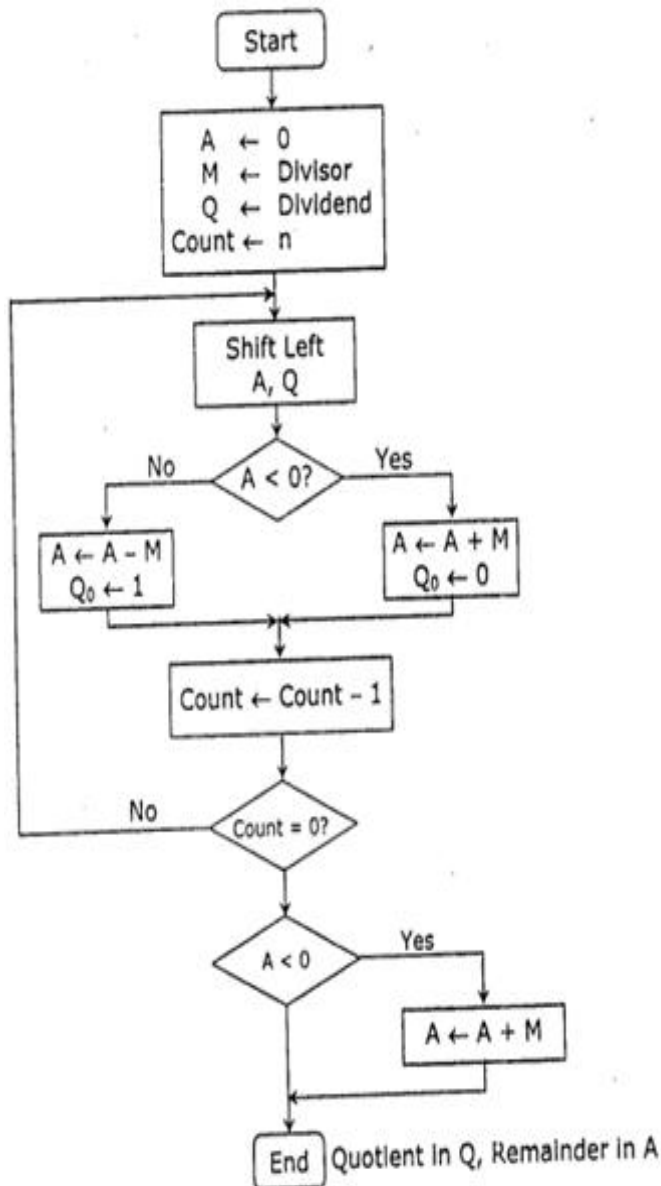 Start
A ← 0
M ← Divisor
Q ← Dividend
Count ← n
Shift Left
A, Q
No
A < 0?
Yes
A ← A – M
Q₀ ← 1
A ← A + M
Q₀ ← 0
Count ← Count – 1
No
Count = 0?
A < 0
Yes
A ← A + M
End
Quotient in Q, Remainder in A